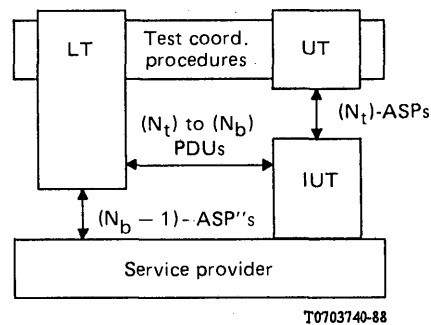 LT
Test coord.
procedures
UT
(Nt)-ASPs
(Nt) to (Nb)
PDUs
IUT
(Nb – 1)- ASP"s
Service provider
T0703740-88